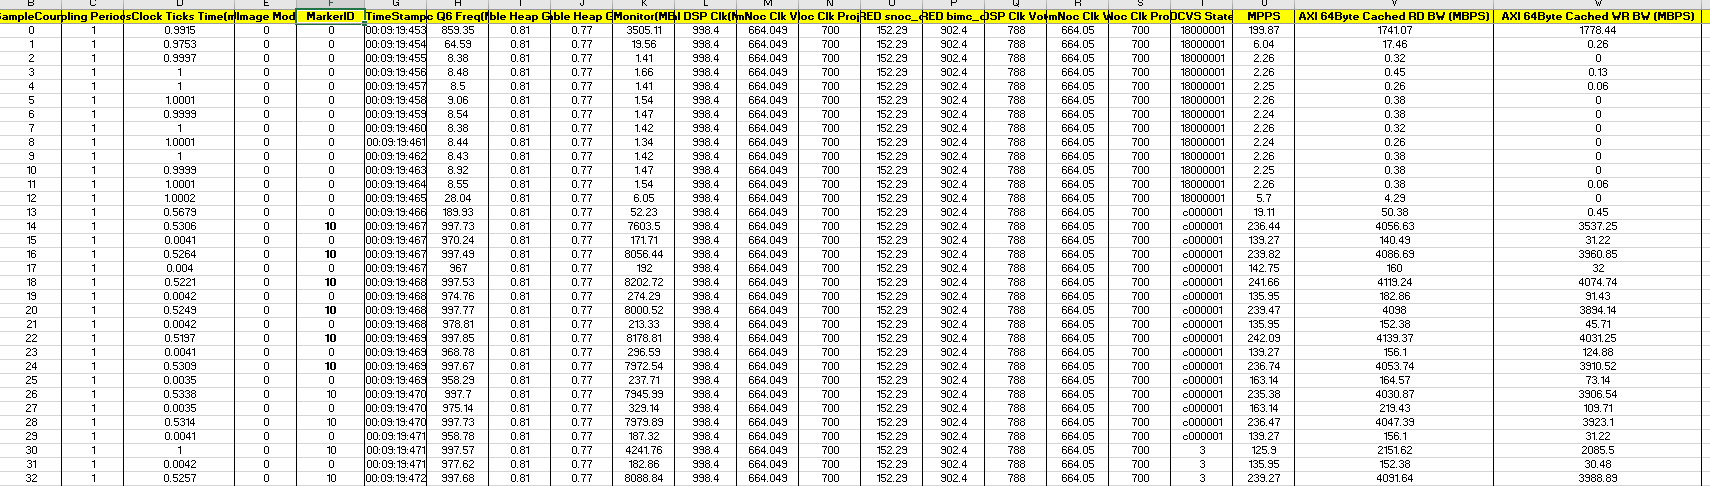 B C D E F G H I J K L M N O P Q R S T U V W
SampleCou pling Perio Clock Ticks Time(m Image Mod MarkerID TimeStamp c Q6 Freq(M ble Heap G ble Heap G Monitor(MB l DSP Clk(M mNoc Clk V oc Clk Proj RED snoc_c RED bimc_c DSP Clk Vot mNoc Clk V loc Clk Pro DCVS State MPPS AXI 64Byte Cached RD BW (MBPS) AXI 64Byte Cached WR BW (MBPS)
0 1 0.9915 0 0 00:09:19:453 859.35 0.81 0.77 3505.11 998.4 664.049 700 152.29 902.4 788 664.05 700 18000001 199.87 1741.07 1778.44
1 1 0.9753 0 0 00:09:19:454 64.59 0.81 0.77 19.56 998.4 664.049 700 152.29 902.4 788 664.05 700 18000001 6.04 17.46 0.26
2 1 0.9997 0 0 00:09:19:455 8.38 0.81 0.77 1.41 998.4 664.049 700 152.29 902.4 788 664.05 700 18000001 2.26 0.32 0
3 1 1 0 0 00:09:19:456 8.48 0.81 0.77 1.66 998.4 664.049 700 152.29 902.4 788 664.05 700 18000001 2.26 0.45 0.13
4 1 1 0 0 00:09:19:457 8.5 0.81 0.77 1.41 998.4 664.049 700 152.29 902.4 788 664.05 700 18000001 2.25 0.26 0.06
5 1 1.0001 0 0 00:09:19:458 9.06 0.81 0.77 1.54 998.4 664.049 700 152.29 902.4 788 664.05 700 18000001 2.26 0.38 0
6 1 0.9999 0 0 00:09:19:459 8.54 0.81 0.77 1.47 998.4 664.049 700 152.29 902.4 788 664.05 700 18000001 2.24 0.38 0
7 1 1 0 0 00:09:19:460 8.38 0.81 0.77 1.42 998.4 664.049 700 152.29 902.4 788 664.05 700 18000001 2.26 0.32 0
8 1 1.0001 0 0 00:09:19:461 8.44 0.81 0.77 1.34 998.4 664.049 700 152.29 902.4 788 664.05 700 18000001 2.24 0.26 0
9 1 1 0 0 00:09:19:462 8.43 0.81 0.77 1.42 998.4 664.049 700 152.29 902.4 788 664.05 700 18000001 2.26 0.38 0
10 1 0.9999 0 0 00:09:19:463 8.92 0.81 0.77 1.47 998.4 664.049 700 152.29 902.4 788 664.05 700 18000001 2.25 0.38 0
11 1 1.0001 0 0 00:09:19:464 8.55 0.81 0.77 1.54 998.4 664.049 700 152.29 902.4 788 664.05 700 18000001 2.26 0.38 0.06
12 1 1.0002 0 0 00:09:19:465 28.04 0.81 0.77 6.05 998.4 664.049 700 152.29 902.4 788 664.05 700 18000001 5.7 4.29 0
13 1 0.5679 0 0 00:09:19:466 189.93 0.81 0.77 52.23 998.4 664.049 700 152.29 902.4 788 664.05 700 c000001 19.11 50.38 0.45
14 1 0.5306 0 10 00:09:19:467 997.73 0.81 0.77 7603.5 998.4 664.049 700 152.29 902.4 788 664.05 700 c000001 236.44 4056.63 3537.25
15 1 0.0041 0 0 00:09:19:467 970.24 0.81 0.77 171.71 998.4 664.049 700 152.29 902.4 788 664.05 700 c000001 139.27 140.49 31.22
16 1 0.5264 0 10 00:09:19:467 997.49 0.81 0.77 8056.44 998.4 664.049 700 152.29 902.4 788 664.05 700 c000001 239.82 4086.69 3960.85
17 1 0.004 0 0 00:09:19:467 967 0.81 0.77 192 998.4 664.049 700 152.29 902.4 788 664.05 700 c000001 142.75 160 32
18 1 0.5221 0 10 00:09:19:468 997.53 0.81 0.77 8202.72 998.4 664.049 700 152.29 902.4 788 664.05 700 c000001 241.66 4119.24 4074.74
19 1 0.0042 0 0 00:09:19:468 974.76 0.81 0.77 274.29 998.4 664.049 700 152.29 902.4 788 664.05 700 c000001 135.95 182.86 91.43
20 1 0.5249 0 10 00:09:19:468 997.77 0.81 0.77 8000.52 998.4 664.049 700 152.29 902.4 788 664.05 700 c000001 239.47 4098 3894.14
21 1 0.0042 0 0 00:09:19:468 978.81 0.81 0.77 213.33 998.4 664.049 700 152.29 902.4 788 664.05 700 c000001 135.95 152.38 45.71
22 1 0.5197 0 10 00:09:19:469 997.85 0.81 0.77 8178.81 998.4 664.049 700 152.29 902.4 788 664.05 700 c000001 242.09 4139.37 4031.25
23 1 0.0041 0 0 00:09:19:469 968.78 0.81 0.77 296.59 998.4 664.049 700 152.29 902.4 788 664.05 700 c000001 139.27 156.1 124.88
24 1 0.5309 0 10 00:09:19:469 997.67 0.81 0.77 7972.54 998.4 664.049 700 152.29 902.4 788 664.05 700 c000001 236.74 4053.74 3910.52
25 1 0.0035 0 0 00:09:19:469 958.29 0.81 0.77 237.71 998.4 664.049 700 152.29 902.4 788 664.05 700 c000001 163.14 164.57 73.14
26 1 0.5338 0 10 00:09:19:470 997.7 0.81 0.77 7945.99 998.4 664.049 700 152.29 902.4 788 664.05 700 c000001 235.38 4030.87 3906.54
27 1 0.0035 0 0 00:09:19:470 975.14 0.81 0.77 329.14 998.4 664.049 700 152.29 902.4 788 664.05 700 c000001 163.14 219.43 109.71
28 1 0.5314 0 10 00:09:19:470 997.73 0.81 0.77 7979.89 998.4 664.049 700 152.29 902.4 788 664.05 700 c000001 236.47 4047.39 3923.1
29 1 0.0041 0 0 00:09:19:471 958.78 0.81 0.77 187.32 998.4 664.049 700 152.29 902.4 788 664.05 700 c000001 139.27 156.1 31.22
30 1 1 0 10 00:09:19:471 997.57 0.81 0.77 4241.76 998.4 664.049 700 152.29 902.4 788 664.05 700 3 125.9 2151.62 2085.5
31 1 0.0042 0 0 00:09:19:471 977.62 0.81 0.77 182.86 998.4 664.049 700 152.29 902.4 788 664.05 700 3 135.95 152.38 30.48
32 1 0.5257 0 10 00:09:19:472 997.68 0.81 0.77 8088.84 998.4 664.049 700 152.29 902.4 788 664.05 700 3 239.27 4091.64 3988.89